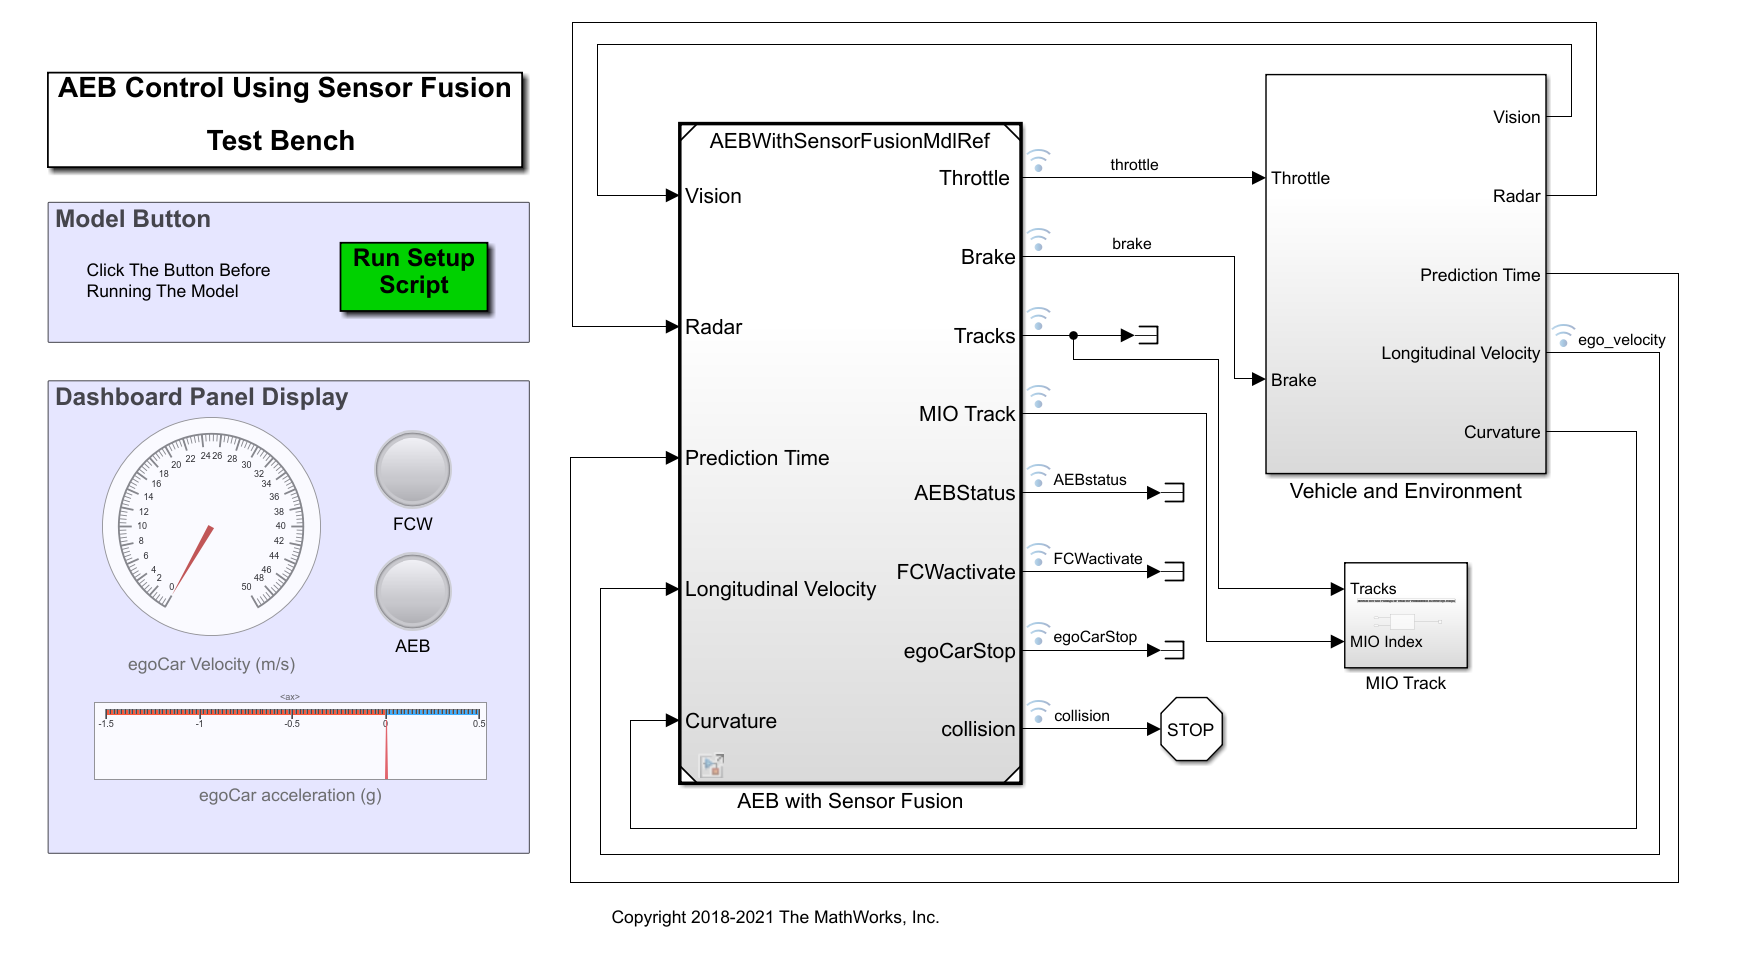 AEB Control Using Sensor Fusion
Test Bench
Model Button
Click The Button Before
Running The Model
Run Setup
Script
Dashboard Panel Display
0 2 4 6 8 10 12 14 16 18 20 22 24 26 28 30 32 34 36 38 40 42 44 46 48 50
egoCar Velocity (m/s)
FCW
AEB
<ax>
-1.5 -1 -0.5 0 0.5
egoCar acceleration (g)
AEBWithSensorFusionMdlRef
Vision
Radar
Prediction Time
Longitudinal Velocity
Curvature
Throttle
Brake
Tracks
MIO Track
AEBStatus
FCWactivate
egoCarStop
collision
AEB with Sensor Fusion
throttle
brake
AEBstatus
FCWactivate
egoCarStop
collision
STOP
Throttle
Brake
Vision
Radar
Prediction Time
Longitudinal Velocity
Curvature
Vehicle and Environment
ego_velocity
Tracks
MIO Index
MIO Track
Copyright 2018-2021 The MathWorks, Inc.